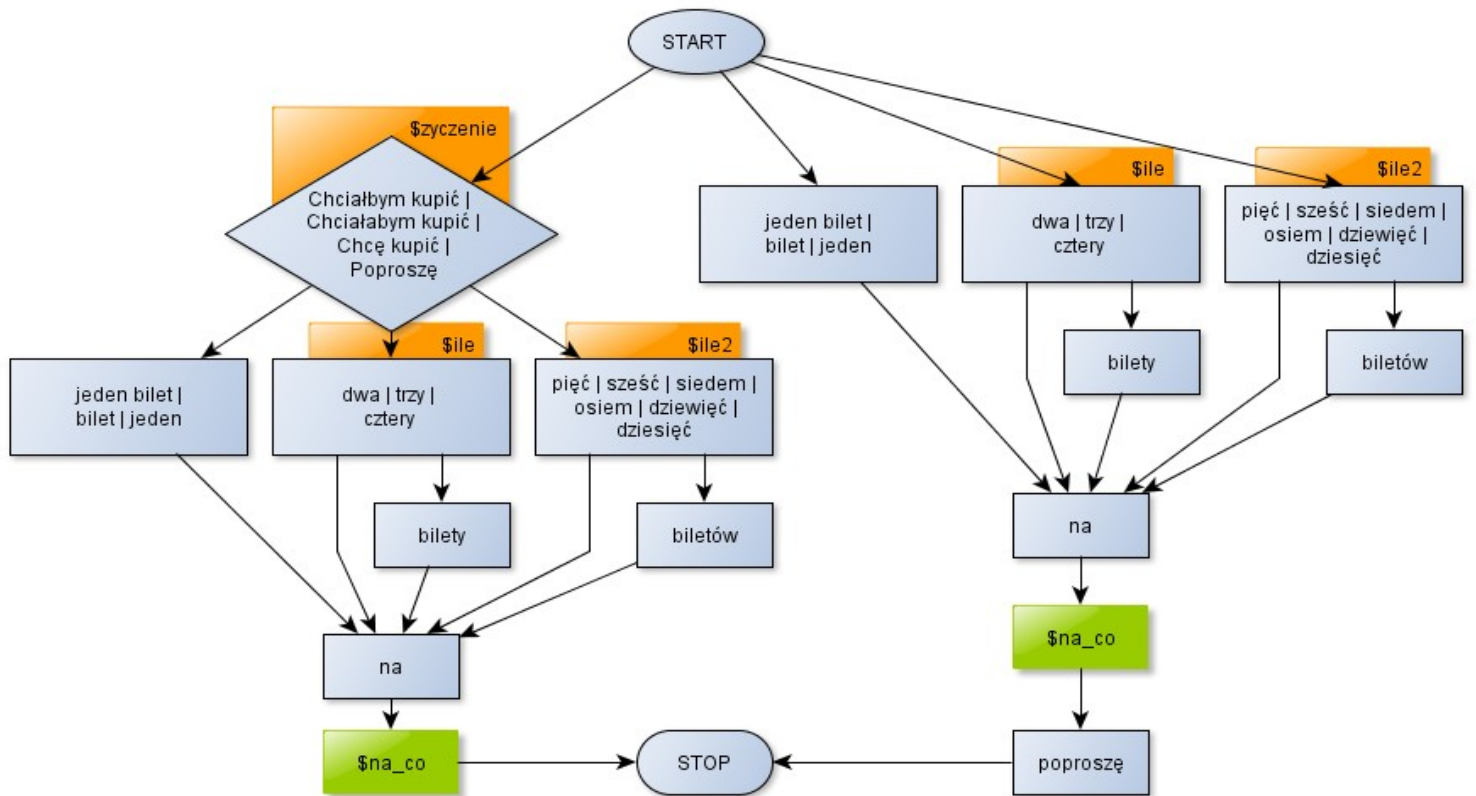 START
$zyczenie
Chciałbym kupić |
Chciałabym kupić |
Chcę kupić |
Poproszę
jeden bilet |
bilet | jeden
$ile
dwa | trzy |
cztery
$ile2
pięć | sześć | siedem |
osiem | dziewięć |
dziesięć
bilety
biletów
na
$na_co
jeden bilet |
bilet | jeden
$ile
dwa | trzy |
cztery
$ile2
pięć | sześć | siedem |
osiem | dziewięć |
dziesięć
bilety
biletów
na
$na_co
poproszę
STOP